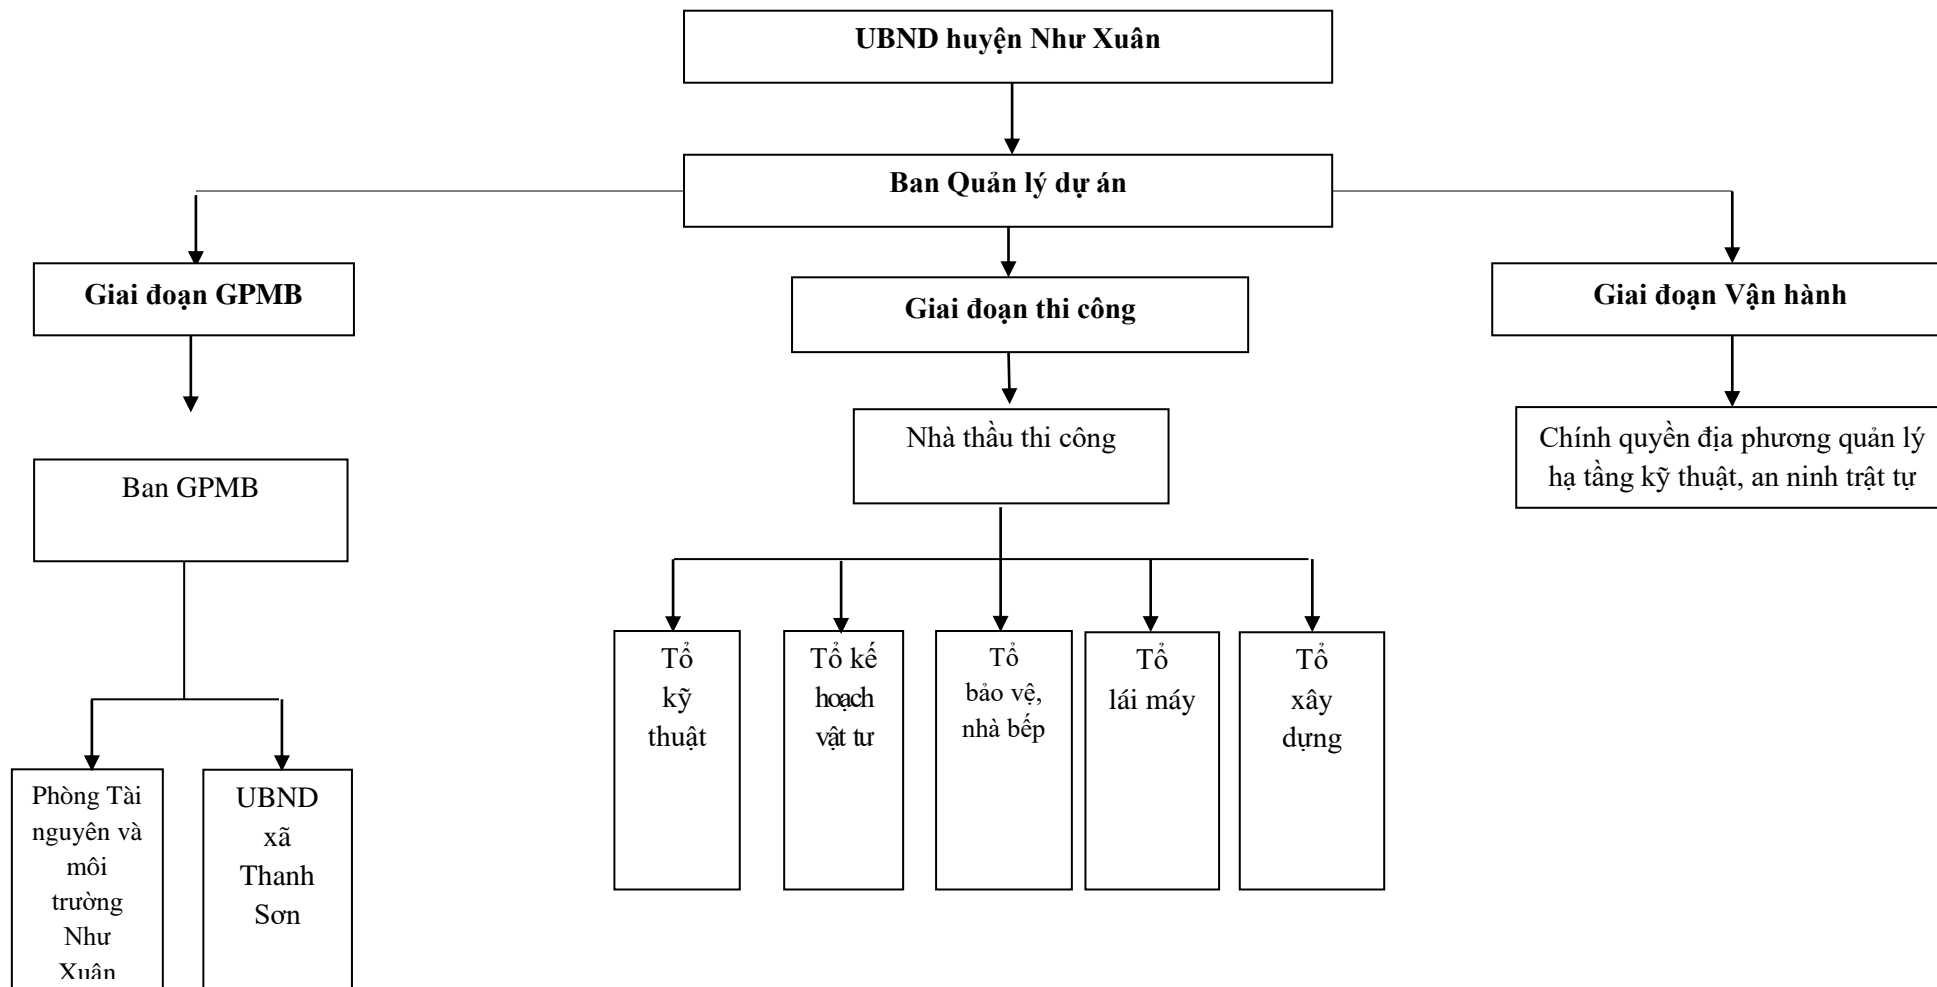 UBND huyện Như Xuân
Ban Quản lý dự án
Giai đoạn GPMB
Giai đoạn thi công
Giai đoạn Vận hành
Ban GPMB
Nhà thầu thi công
Chính quyền địa phương quản lý
hạ tầng kỹ thuật, an ninh trật tự
Phòng Tài
nguyên và
môi
trường
Như
Xuân
UBND
xã
Thanh
Sơn
Tổ
kỹ
thuật
Tổ kế
hoạch
vật tư
Tổ
bảo vệ,
nhà bếp
Tổ
lái máy
Tổ
xây
dựng